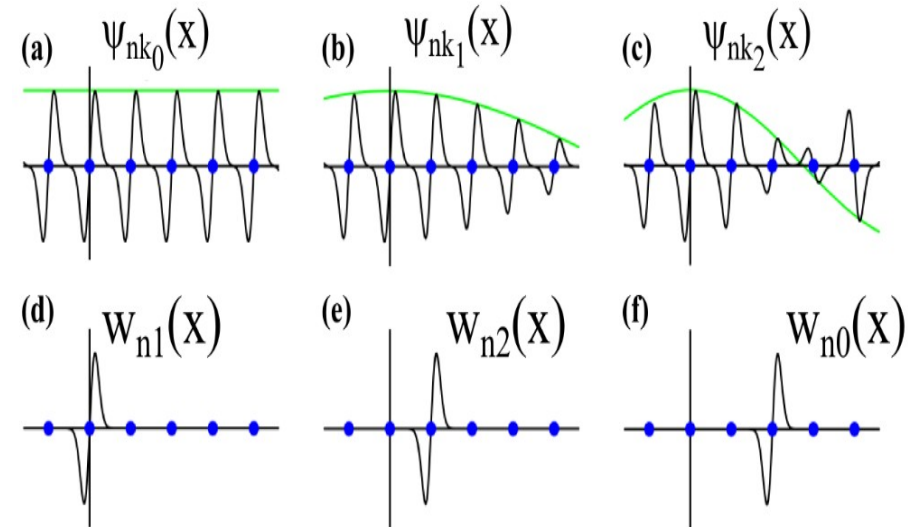 (a) ψnk₀(x)
(b) ψnk₁(x)
(c) ψnk₂(x)
(d) Wn1(x)
(e) Wn2(x)
(f) Wn0(x)